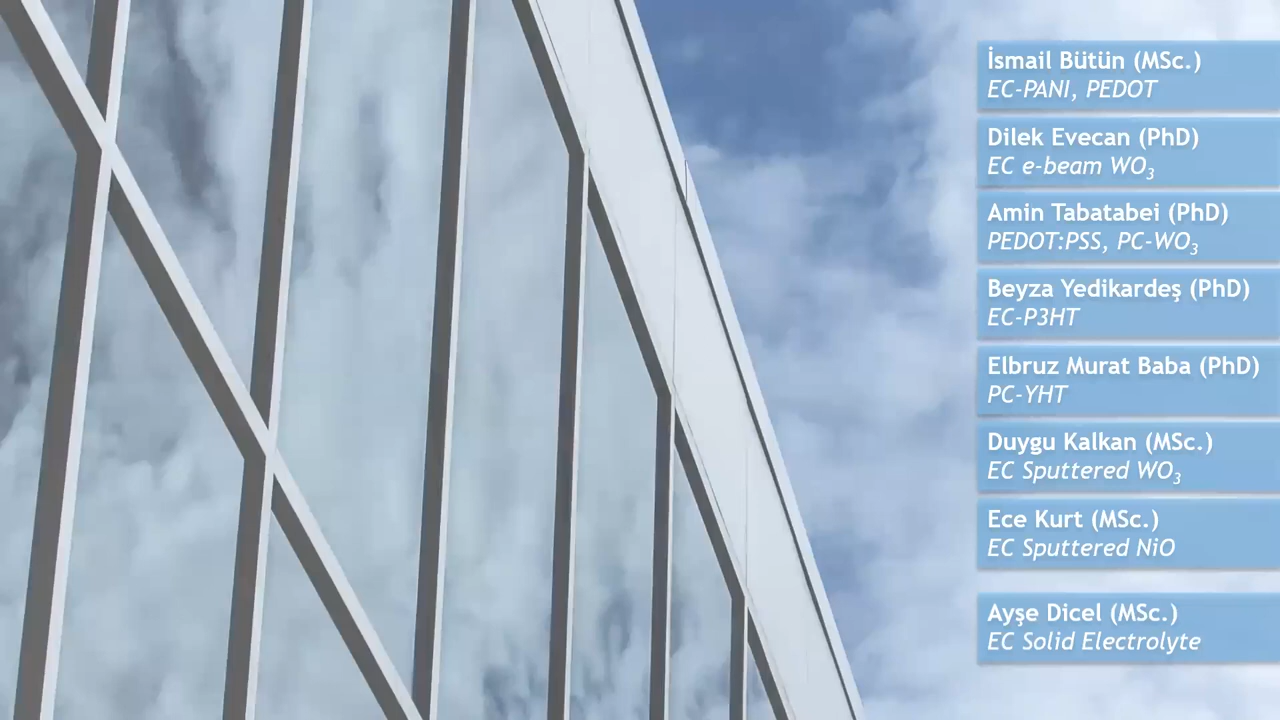 İsmail Bütün (MSc.)
EC-PANI, PEDOT
Dilek Evecan (PhD)
EC e-beam WO₃
Amin Tabatabei (PhD)
PEDOT:PSS, PC-WO₃
Beyza Yedikardeş (PhD)
EC-P3HT
Elbruz Murat Baba (PhD)
PC-YHT
Duygu Kalkan (MSc.)
EC Sputtered WO₃
Ece Kurt (MSc.)
EC Sputtered NiO
Ayşe Dicel (MSc.)
EC Solid Electrolyte